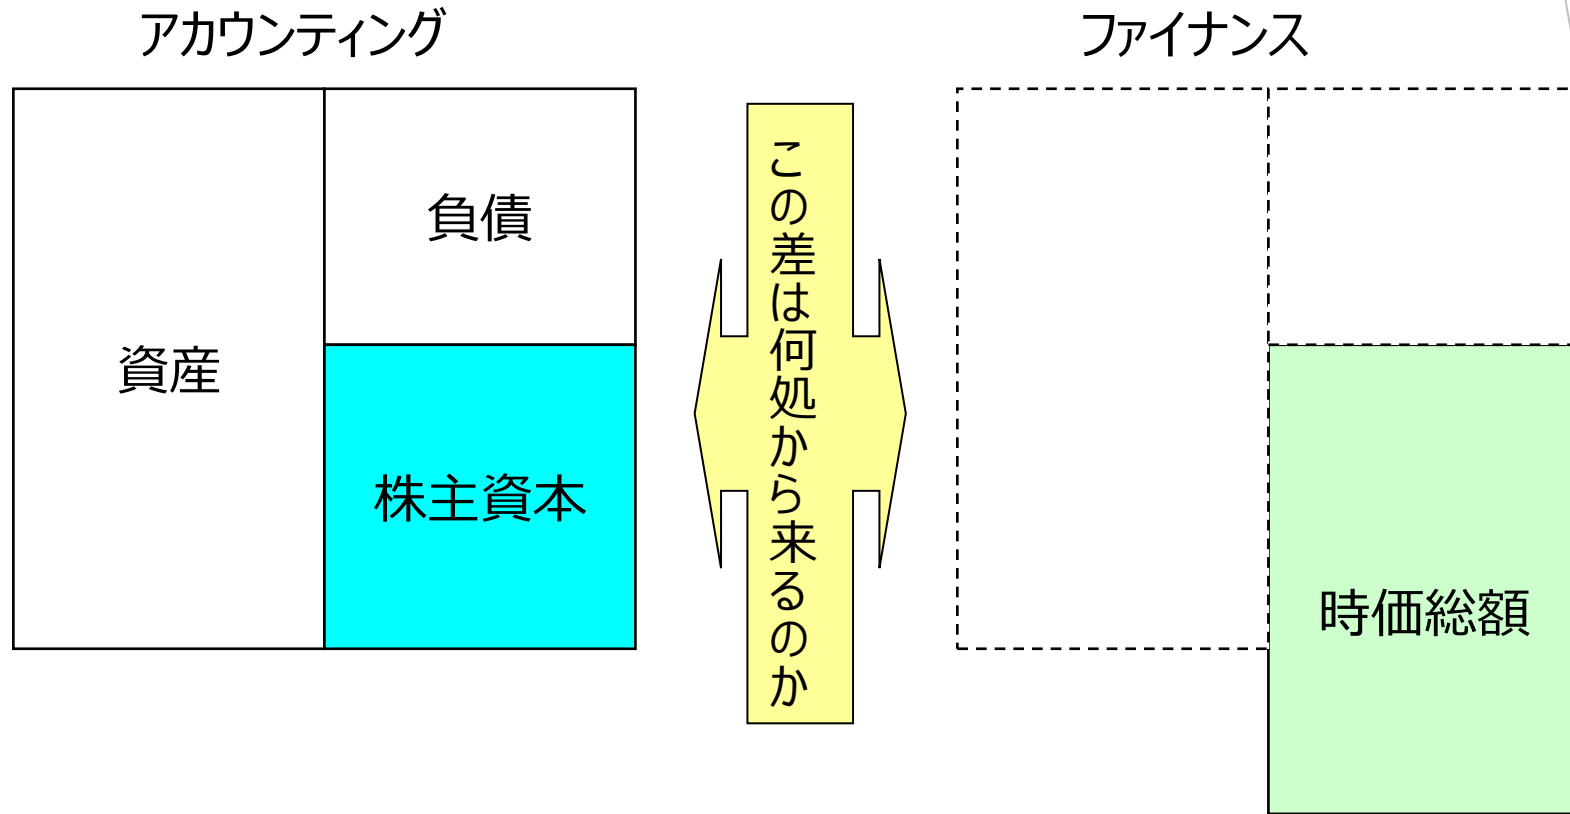 アカウンティング
ファイナンス
資産
負債
株主資本
この差は何処から来るのか
時価総額